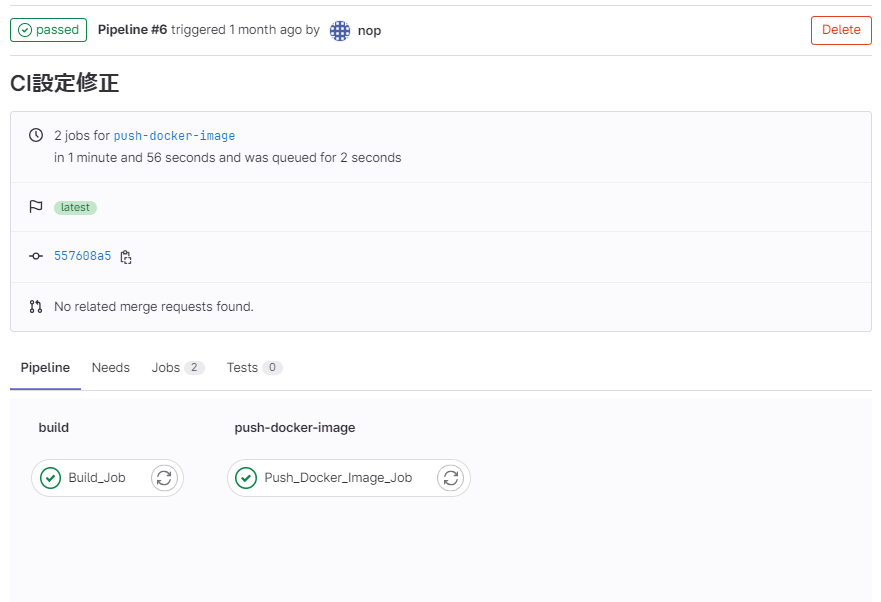 passed Pipeline #6 triggered 1 month ago by nop Delete
CI設定修正
2 jobs for push-docker-image
in 1 minute and 56 seconds and was queued for 2 seconds
latest
557608a5
No related merge requests found.
Pipeline Needs Jobs 2 Tests 0
build push-docker-image
Build_Job Push_Docker_Image_Job